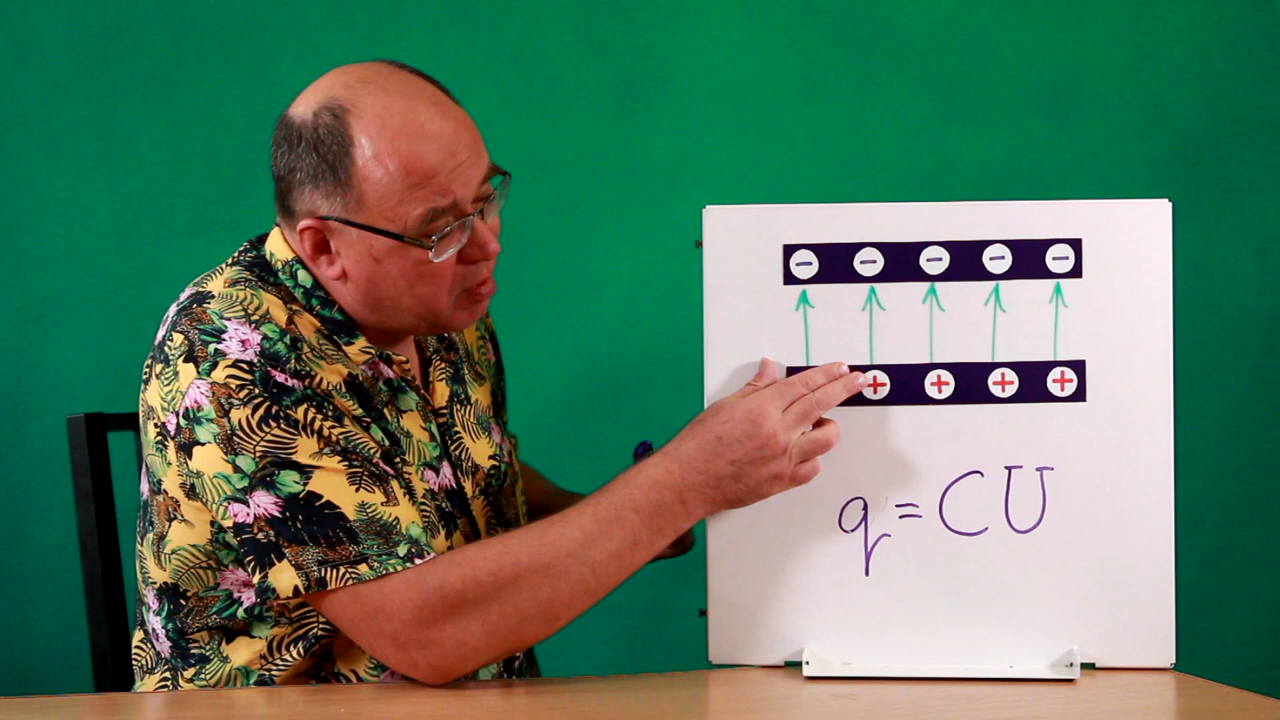 − − − − −
+ + + +
q = CU